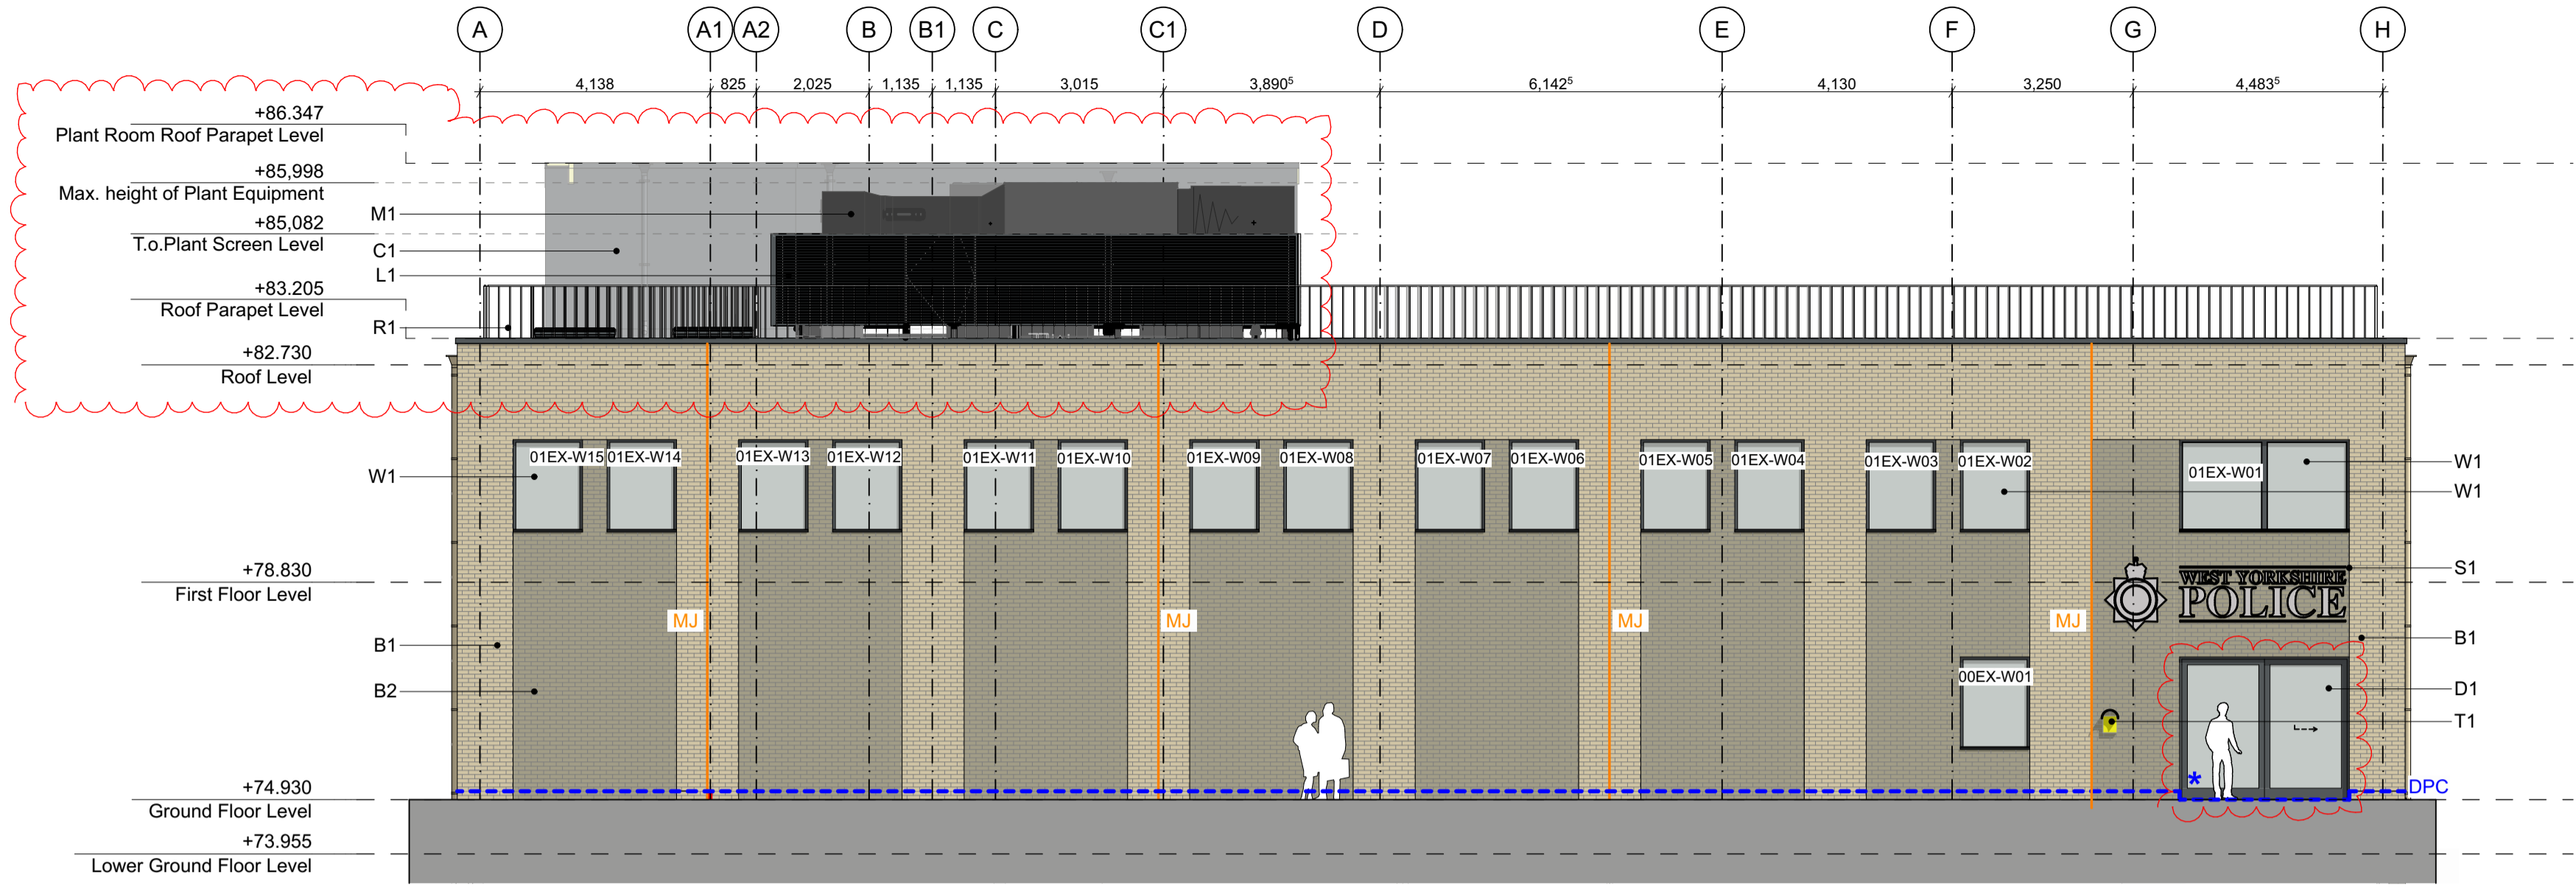 A A1 A2 B B1 C C1 D E F G H
4,138 825 2,025 1,135 1,135 3,015 3,890⁵ 6,142⁵ 4,130 3,250 4,483⁵
+86.347
Plant Room Roof Parapet Level
+85,998
Max. height of Plant Equipment
M1
+85,082
T.o.Plant Screen Level
C1
L1
+83.205
Roof Parapet Level
R1
+82.730
Roof Level
01EX-W15 01EX-W14 01EX-W13 01EX-W12 01EX-W11 01EX-W10 01EX-W09 01EX-W08 01EX-W07 01EX-W06 01EX-W05 01EX-W04 01EX-W03 01EX-W02 01EX-W01
W1
W1
W1
+78.830
First Floor Level
S1
WEST YORKSHIRE
POLICE
MJ MJ MJ MJ
B1
B1
B2
00EX-W01
D1
T1
*
+74.930
Ground Floor Level
DPC
+73.955
Lower Ground Floor Level